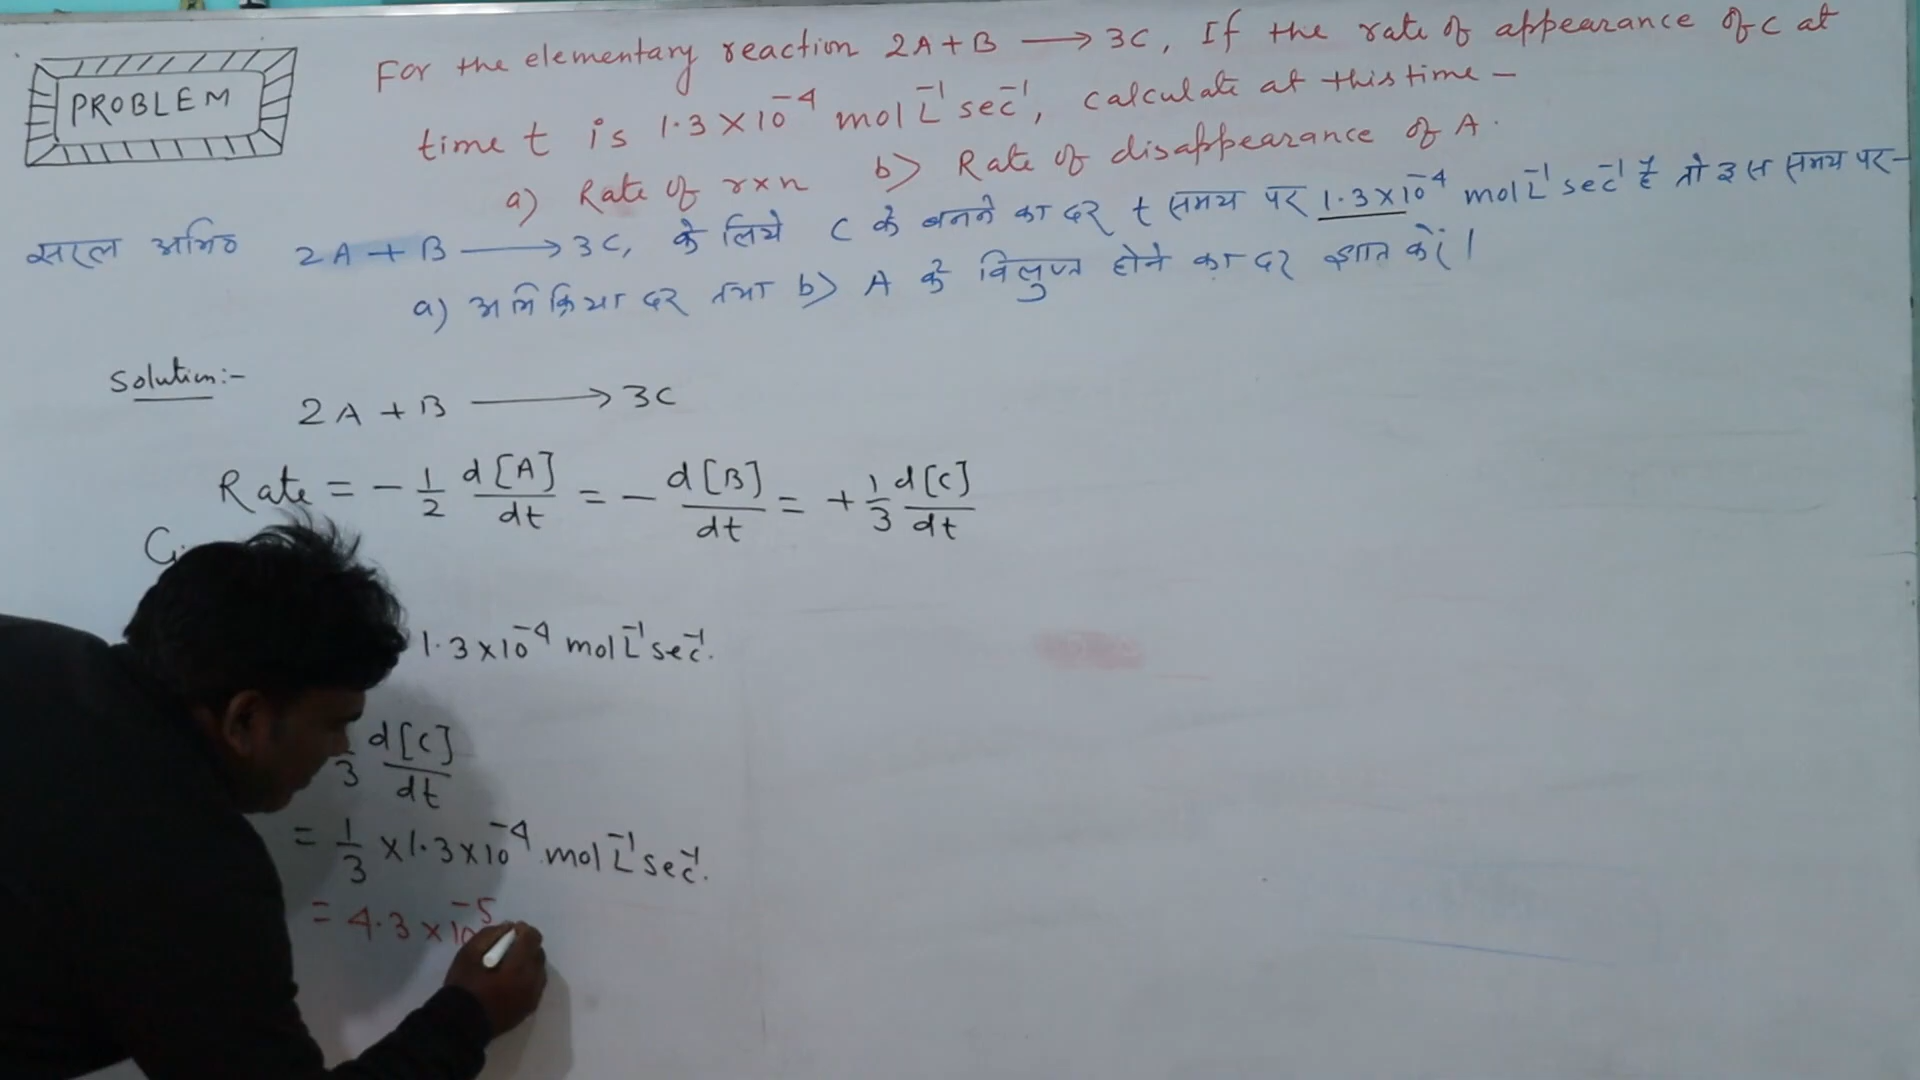 PROBLEM
For the elementary reaction 2A + B ⟶ 3C, If the rate of appearance of C at
time t is 1.3 × 10⁻⁴ mol L⁻¹ sec⁻¹, calculate at this time —
a) Rate of rxn b) Rate of disappearance of A.
सरल अभि० 2A + B ⟶ 3C, के लिये C के बनने का दर t समय पर 1.3 × 10⁻⁴ mol L⁻¹ sec⁻¹ है तो इस समय पर—
a) अभिक्रिया दर तथा b) A के विलुप्त होने का दर ज्ञात करें।
Solution:-
2A + B ⟶ 3C
Rate = - 1/2 d[A]/dt = - d[B]/dt = + 1/3 d[C]/dt
1.3 × 10⁻⁴ mol L⁻¹ sec⁻¹.
3 d[C]/dt
= 1/3 × 1.3 × 10⁻⁴ mol L⁻¹ sec⁻¹.
= 4.3 × 10⁻⁵